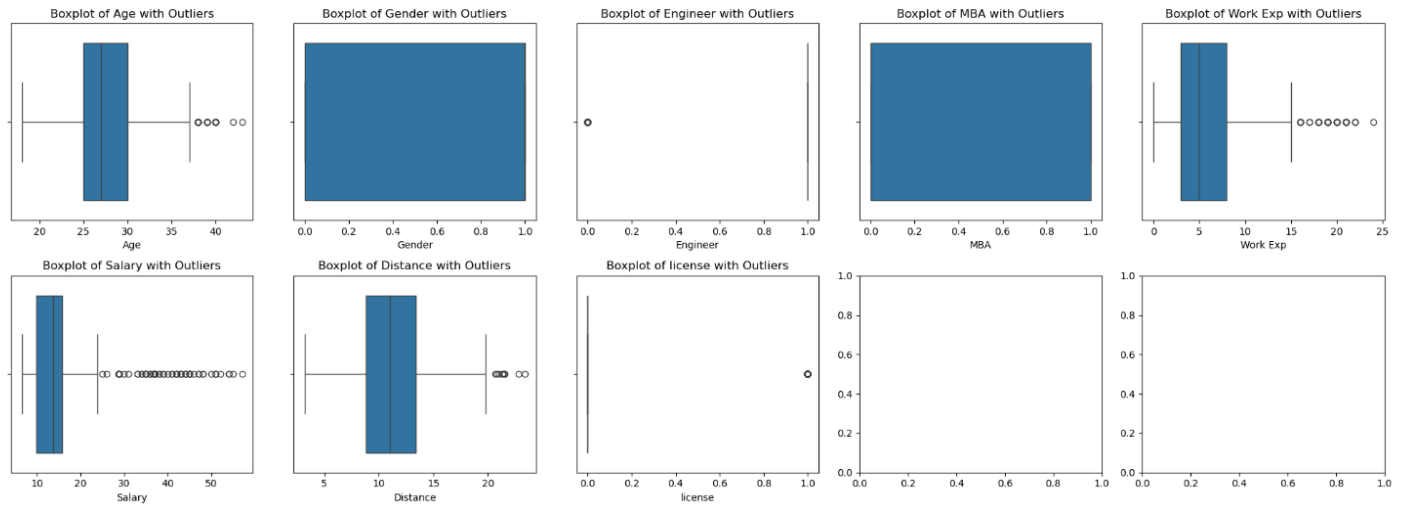 Boxplot of Age with Outliers
Boxplot of Gender with Outliers
Boxplot of Engineer with Outliers
Boxplot of MBA with Outliers
Boxplot of Work Exp with Outliers
20 25 30 35 40
0.0 0.2 0.4 0.6 0.8 1.0
0.0 0.2 0.4 0.6 0.8 1.0
0.0 0.2 0.4 0.6 0.8 1.0
0 5 10 15 20 25
Age
Gender
Engineer
MBA
Work Exp
Boxplot of Salary with Outliers
Boxplot of Distance with Outliers
Boxplot of license with Outliers
1.0
0.8
0.6
0.4
0.2
0.0
1.0
0.8
0.6
0.4
0.2
0.0
10 20 30 40 50
5 10 15 20
0.0 0.2 0.4 0.6 0.8 1.0
0.0 0.2 0.4 0.6 0.8 1.0
0.0 0.2 0.4 0.6 0.8 1.0
Salary
Distance
license